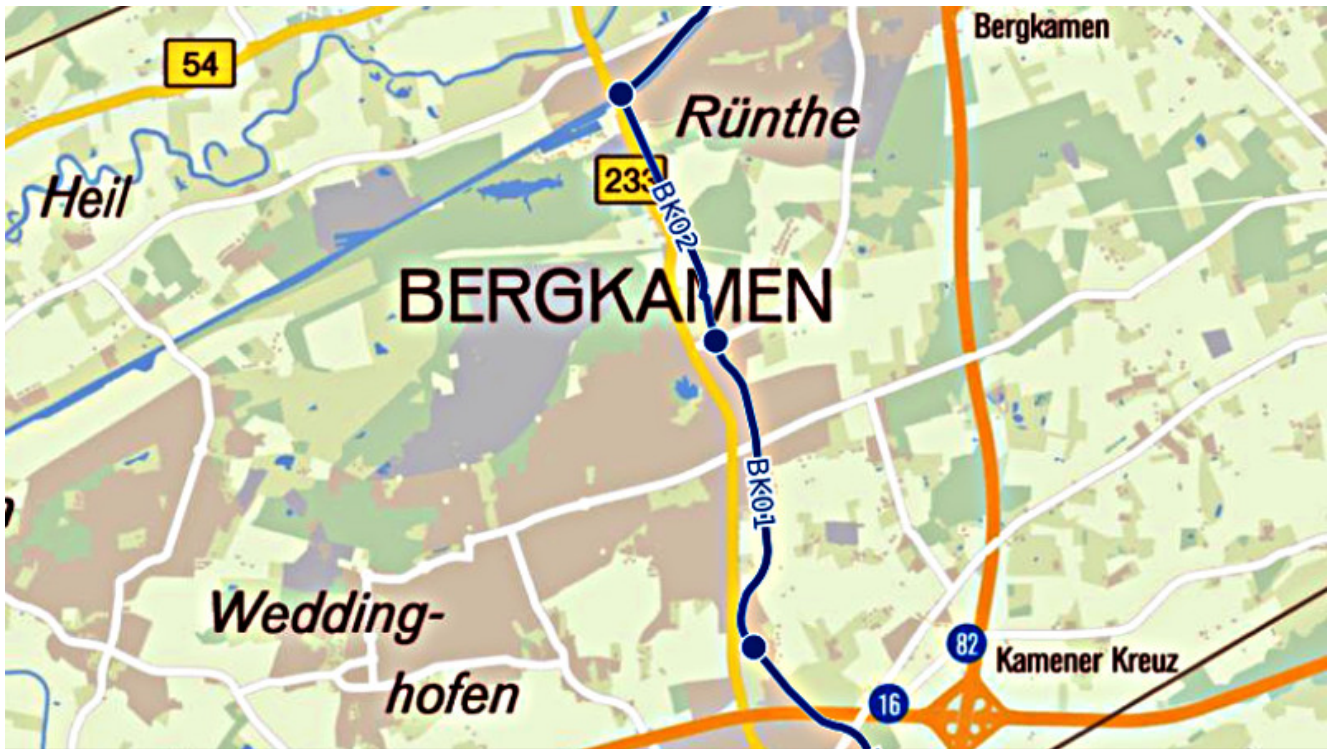 Bergkamen
54
Rünthe
233
Heil
BK02
BERGKAMEN
BK01
Wedding-
hofen
82
Kamener Kreuz
16